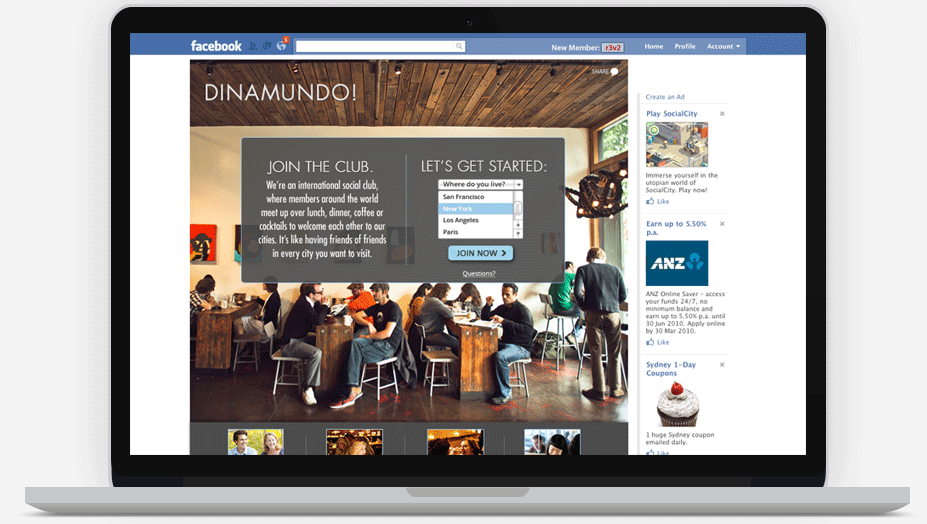 facebook
1
New Member: r3v2
Home Profile Account
SHARE
DINAMUNDO!
JOIN THE CLUB.
We're an international social club,
where members around the world
meet up over lunch, dinner, coffee or
cocktails to welcome each other to our
cities. It's like having friends of friends
in every city you want to visit.
LET'S GET STARTED:
Where do you live?
San Francisco
New York
Los Angeles
Paris
JOIN NOW
Questions?
Create an Ad
Play SocialCity
Immerse yourself in the
utopian world of
SocialCity. Play now!
Like
Earn up to 5.50%
p.a.
ANZ
ANZ Online Saver - access
your funds 24/7, no
minimum balance and
earn up to 5.50% p.a. until
30 Jun 2010. Apply online
by 30 Mar 2010.
Like
Sydney 1-Day
Coupons
1 huge Sydney coupon
emailed daily.
Like